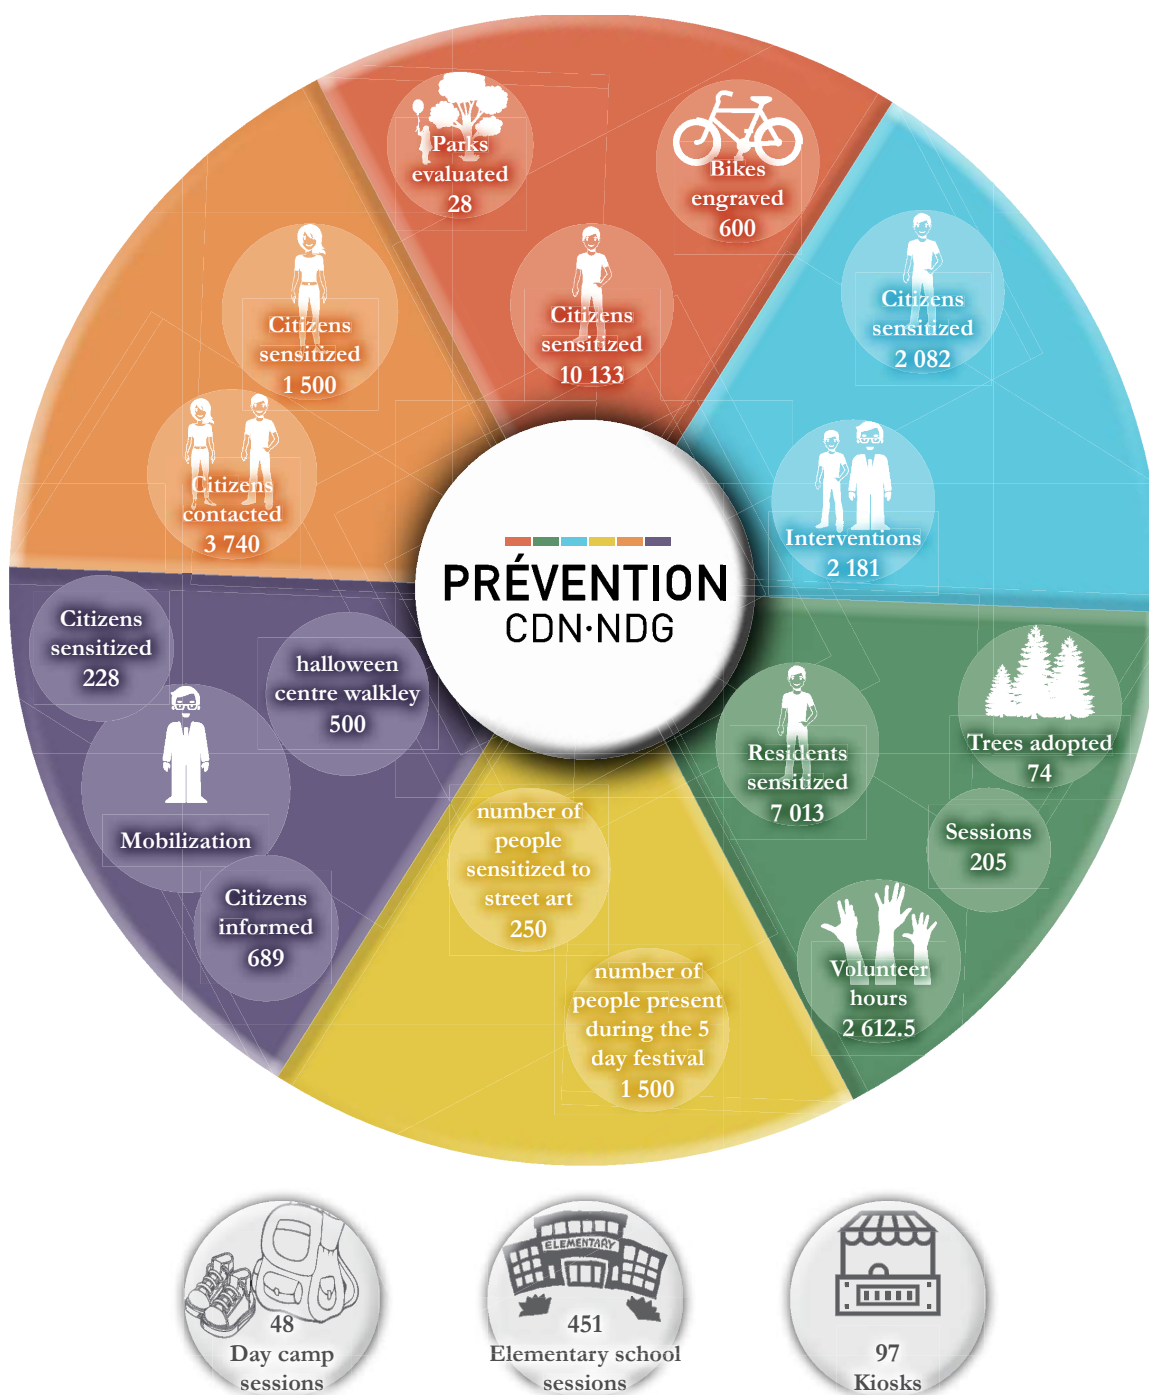 Parks
evaluated
28
Bikes
engraved
600
Citizens
sensitized
10 133
Citizens
sensitized
2 082
Interventions
2 181
Citizens
sensitized
1 500
Citizens
contacted
3 740
PRÉVENTION
CDN·NDG
Citizens
sensitized
228
halloween
centre walkley
500
Mobilization
Citizens
informed
689
number of
people
sensitized to
street art
250
number of
people present
during the 5
day festival
1 500
Residents
sensitized
7 013
Trees adopted
74
Sessions
205
Volunteer
hours
2 612.5
48
Day camp
sessions
ELEMENTARY
451
Elementary school
sessions
97
Kiosks